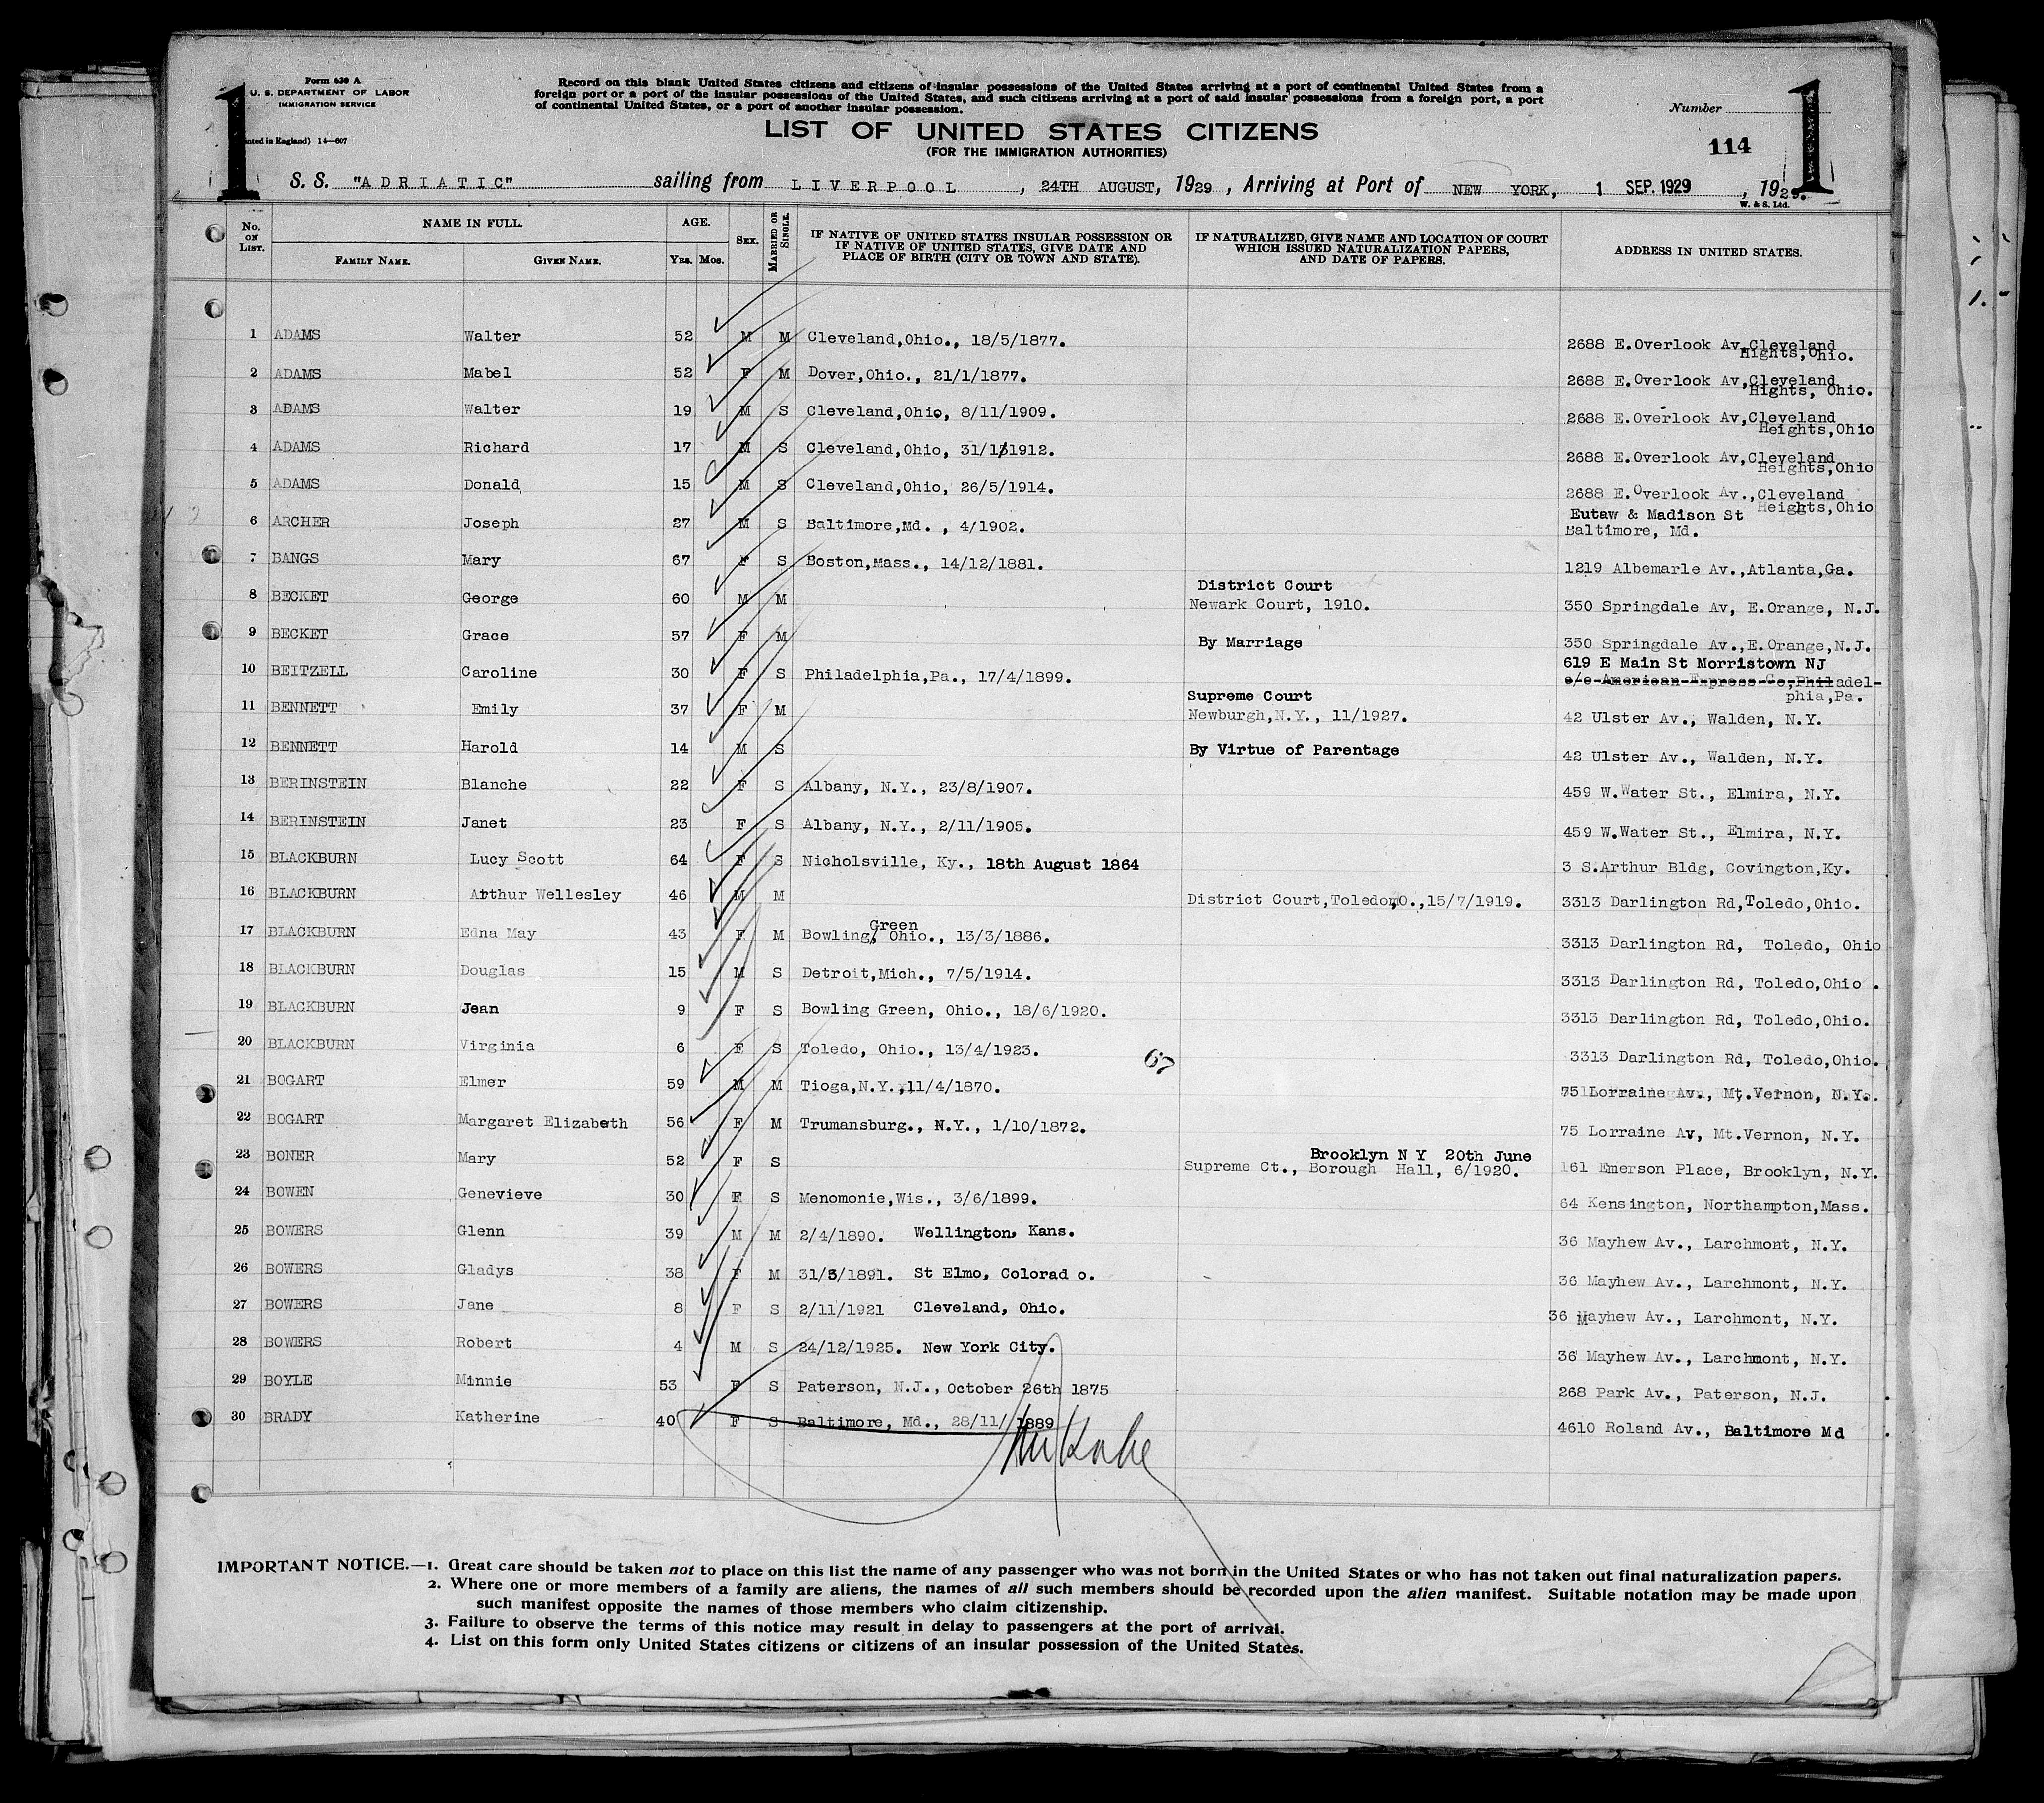 1
Form 630 A
U. S. DEPARTMENT OF LABOR
IMMIGRATION SERVICE
in England) 14—607
Record on this blank United States citizens and citizens of insular possessions of the United States arriving at a port of continental United States from a
foreign port or a port of the insular possessions of the United States, and such citizens arriving at a port of said insular possessions from a foreign port, a port
of continental United States, or a port of another insular possession.
LIST OF UNITED STATES CITIZENS
(FOR THE IMMIGRATION AUTHORITIES)
Number
114
1
S. S. "ADRIATIC" sailing from LIVERPOOL, 24TH AUGUST, 1929, Arriving at Port of NEW YORK, 1 SEP. 1929, 1929.
W. & S. Ltd.
No. ON LIST. NAME IN FULL. FAMILY NAME. GIVEN NAME. AGE. Yrs. Mos. SEX. MARRIED OR SINGLE. IF NATIVE OF UNITED STATES INSULAR POSSESSION OR IF NATIVE OF UNITED STATES, GIVE DATE AND PLACE OF BIRTH (CITY OR TOWN AND STATE). IF NATURALIZED, GIVE NAME AND LOCATION OF COURT WHICH ISSUED NATURALIZATION PAPERS, AND DATE OF PAPERS. ADDRESS IN UNITED STATES.
1 ADAMS Walter 52 M M Cleveland,Ohio., 18/5/1877. 2688 E.Overlook Av,Cleveland
Hights,Ohio.
2 ADAMS Mabel 52 F M Dover,Ohio., 21/1/1877. 2688 E.Overlook Av,Cleveland
Hights, Ohio.
3 ADAMS Walter 19 M S Cleveland,Ohio, 8/11/1909. 2688 E.Overlook Av,Cleveland
Heights,Ohio
4 ADAMS Richard 17 M S Cleveland,Ohio, 31/1/1912. 2688 E.Overlook Av,Cleveland
Heights,Ohio
5 ADAMS Donald 15 M S Cleveland,Ohio, 26/5/1914. 2688 E.Overlook Av.,Cleveland
Heights,Ohio
6 ARCHER Joseph 27 M S Baltimore,Md. , 4/1902. Eutaw & Madison St
Baltimore, Md.
7 BANGS Mary 67 F S Boston,Mass., 14/12/1881. 1219 Albemarle Av.,Atlanta,Ga.
8 BECKET George 60 M M District Court
Newark Court, 1910. 350 Springdale Av, E.Orange, N.J.
9 BECKET Grace 57 F M By Marriage 350 Springdale Av.,E.Orange,N.J.
10 BEITZELL Caroline 30 F S Philadelphia,Pa., 17/4/1899. 619 E Main St Morristown NJ
c/o American Express Co,Philadel-
phia,Pa.
11 BENNETT Emily 37 F M Supreme Court
Newburgh,N.Y., 11/1927. 42 Ulster Av., Walden, N.Y.
12 BENNETT Harold 14 M S By Virtue of Parentage 42 Ulster Av., Walden, N.Y.
13 BERINSTEIN Blanche 22 F S Albany, N.Y., 23/8/1907. 459 W.Water St., Elmira, N.Y.
14 BERINSTEIN Janet 23 F S Albany, N.Y., 2/11/1905. 459 W.Water St., Elmira, N.Y.
15 BLACKBURN Lucy Scott 64 F S Nicholsville, Ky., 18th August 1864 3 S.Arthur Bldg, Covington,Ky.
16 BLACKBURN Arthur Wellesley 46 M M District Court,Toledo,O.,15/7/1919. 3313 Darlington Rd,Toledo,Ohio.
17 BLACKBURN Edna May 43 F M Bowling Green, Ohio., 13/3/1886. 3313 Darlington Rd, Toledo, Ohio
18 BLACKBURN Douglas 15 M S Detroit,Mich., 7/5/1914. 3313 Darlington Rd, Toledo,Ohio .
19 BLACKBURN Jean 9 F S Bowling Green, Ohio., 18/6/1920. 3313 Darlington Rd, Toledo,Ohio.
20 BLACKBURN Virginia 6 F S Toledo, Ohio., 13/4/1923. 67 3313 Darlington Rd, Toledo,Ohio.
21 BOGART Elmer 59 M M Tioga,N.Y.,11/4/1870. 75 Lorraine Av., Mt.Vernon, N.Y.
22 BOGART Margaret Elizabeth 56 F M Trumansburg., N.Y., 1/10/1872. 75 Lorraine Av, Mt.Vernon, N.Y.
23 BONER Mary 52 F S Brooklyn N Y 20th June
Supreme Ct., Borough Hall, 6/1920. 161 Emerson Place, Brooklyn, N.Y.
24 BOWEN Genevieve 30 F S Menomonie,Wis., 3/6/1899. 64 Kensington, Northampton,Mass.
25 BOWERS Glenn 39 M M 2/4/1890. Wellington, Kans. 36 Mayhew Av., Larchmont, N.Y.
26 BOWERS Gladys 38 F M 31/5/1891. St Elmo, Colorad o. 36 Mayhew Av., Larchmont, N.Y.
27 BOWERS Jane 8 F S 2/11/1921 Cleveland, Ohio. 36 Mayhew Av., Larchmont, N.Y.
28 BOWERS Robert 4 M S 24/12/1925. New York City. 36 Mayhew Av., Larchmont, N.Y.
29 BOYLE Minnie 53 F S Paterson, N.J., October 26th 1875 268 Park Av., Paterson, N.J.
30 BRADY Katherine 40 F S Baltimore, Md., 28/11/ 1889 4610 Roland Av., Baltimore Md
IMPORTANT NOTICE.—1. Great care should be taken not to place on this list the name of any passenger who was not born in the United States or who has not taken out final naturalization papers.
2. Where one or more members of a family are aliens, the names of all such members should be recorded upon the alien manifest. Suitable notation may be made upon
such manifest opposite the names of those members who claim citizenship.
3. Failure to observe the terms of this notice may result in delay to passengers at the port of arrival.
4. List on this form only United States citizens or citizens of an insular possession of the United States.